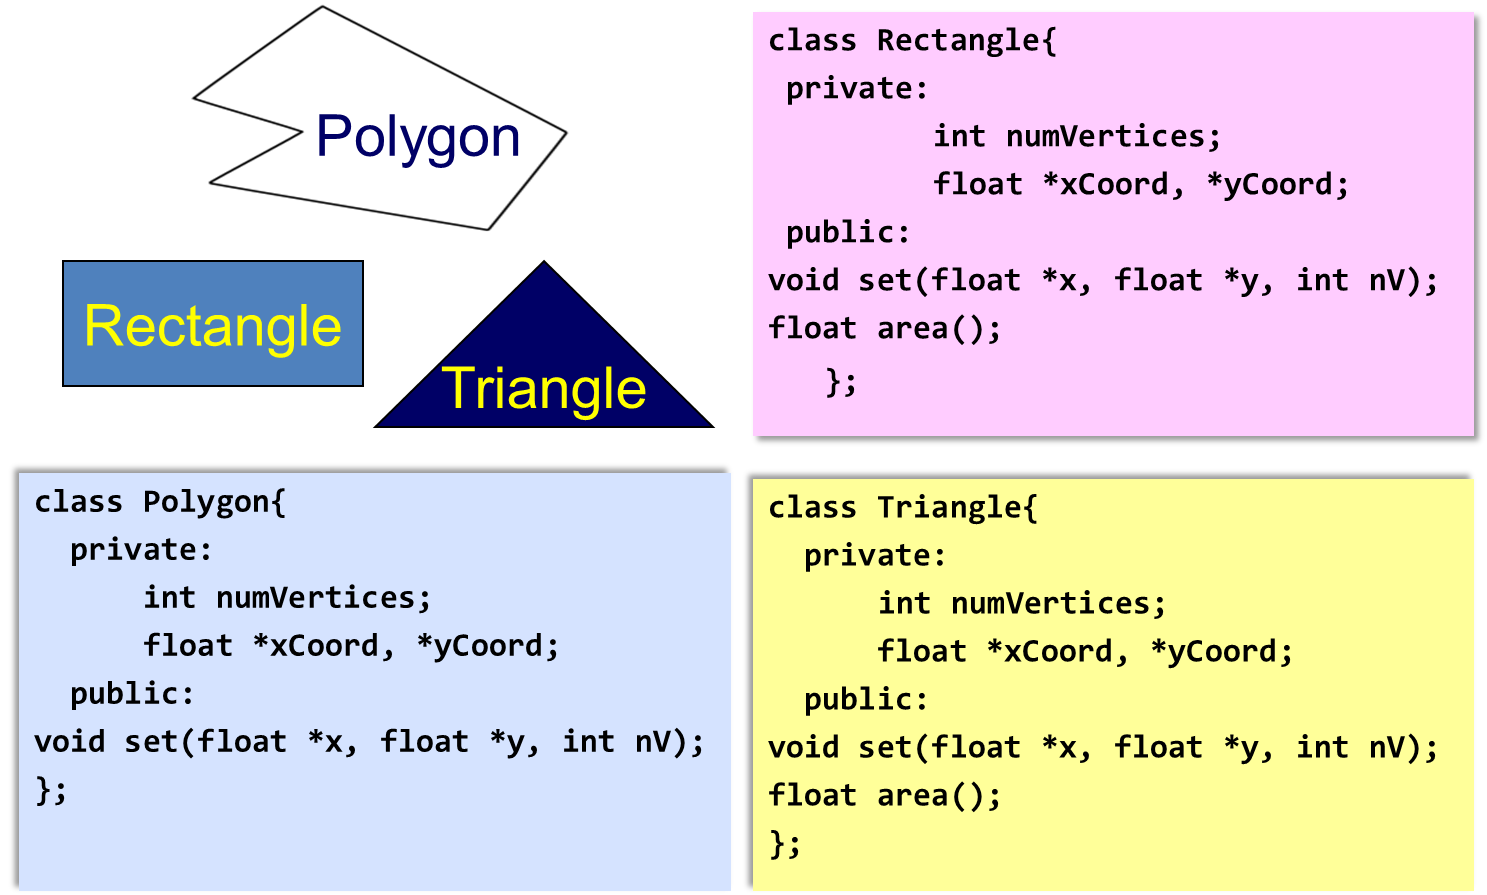 Polygon
Rectangle
Triangle
class Rectangle{
private:
int numVertices;
float *xCoord, *yCoord;
public:
void set(float *x, float *y, int nV);
float area();
};
class Polygon{
private:
int numVertices;
float *xCoord, *yCoord;
public:
void set(float *x, float *y, int nV);
};
class Triangle{
private:
int numVertices;
float *xCoord, *yCoord;
public:
void set(float *x, float *y, int nV);
float area();
};